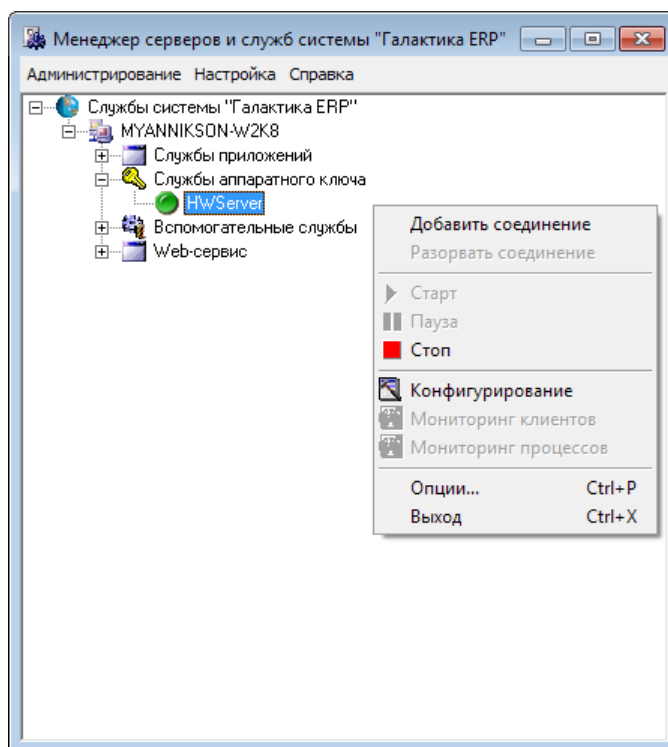 Менеджер серверов и служб системы "Галактика ERP"
Администрирование Настройка Справка
Службы системы "Галактика ERP"
MYANNIKSON-W2K8
Службы приложений
Службы аппаратного ключа
HWServer
Вспомогательные службы
Web-сервис
Добавить соединение
Разорвать соединение
Старт
Пауза
Стоп
Конфигурирование
Мониторинг клиентов
Мониторинг процессов
Опции... Ctrl+P
Выход Ctrl+X